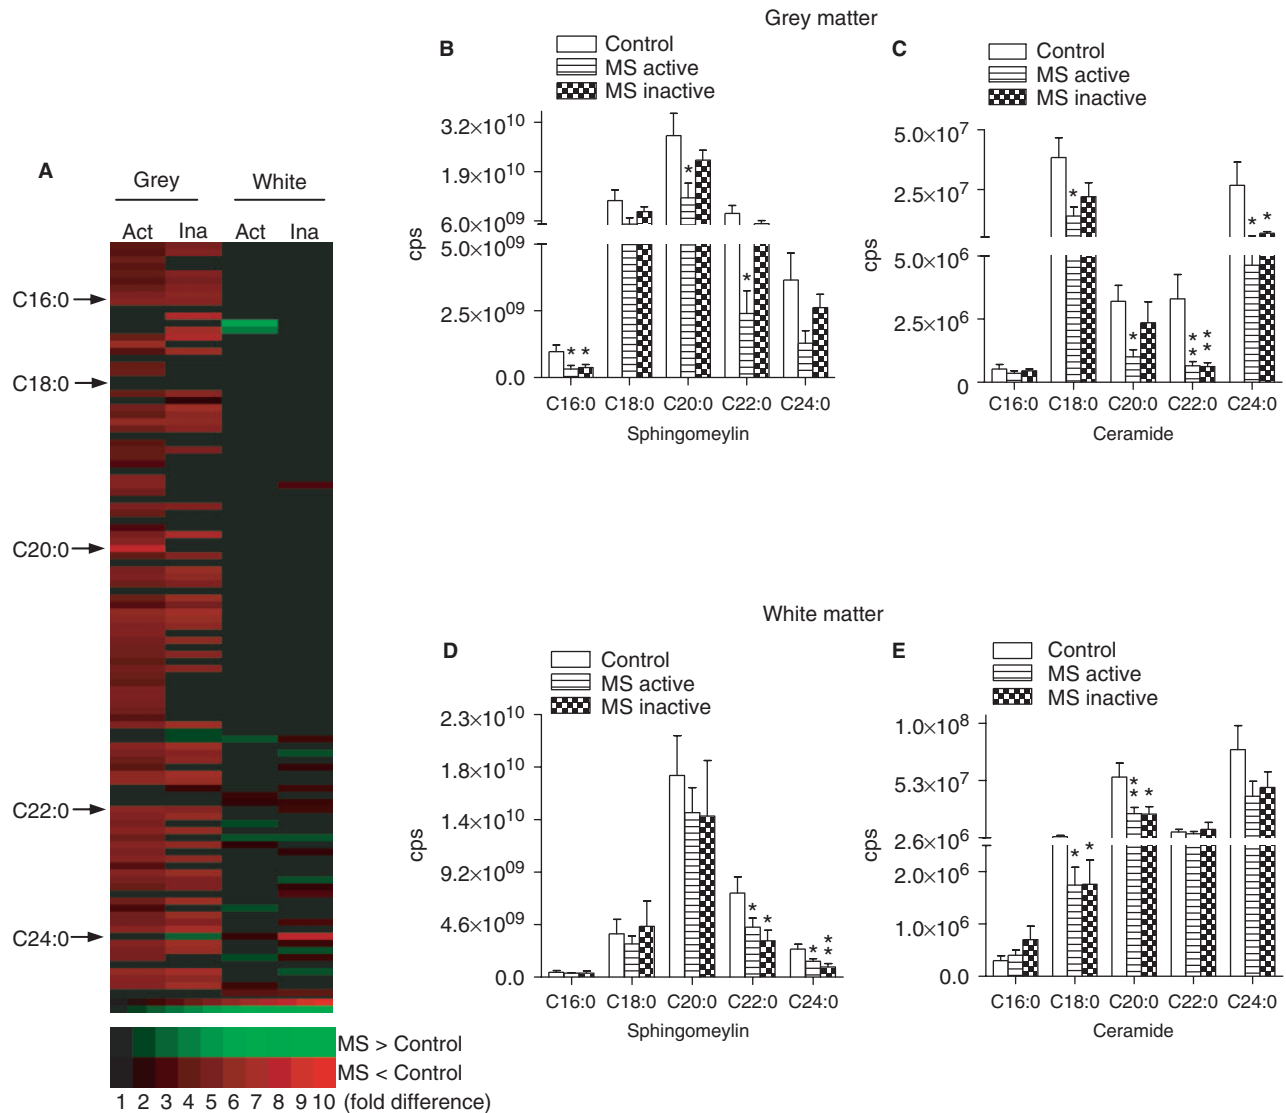 Grey matter
A
Grey White
Act Ina Act Ina
C16:0
C18:0
C20:0
C22:0
C24:0
MS > Control
MS < Control
1 2 3 4 5 6 7 8 9 10 (fold difference)
B
Control
MS active
MS inactive
cps
3.2×10^10
1.9×10^10
6.0×10^09
5.0×10^09
2.5×10^09
0.0
* * * *
C16:0 C18:0 C20:0 C22:0 C24:0
Sphingomeylin
C
Control
MS active
MS inactive
cps
5.0×10^7
2.5×10^7
5.0×10^6
2.5×10^6
0
* * ** ** * *
C16:0 C18:0 C20:0 C22:0 C24:0
Ceramide
White matter
D
Control
MS active
MS inactive
cps
2.3×10^10
1.8×10^10
1.4×10^10
9.2×10^09
4.6×10^09
0.0
* * * **
C16:0 C18:0 C20:0 C22:0 C24:0
Sphingomeylin
E
Control
MS active
MS inactive
cps
1.0×10^8
5.3×10^7
2.6×10^6
2.0×10^6
1.0×10^6
0.0
* * ** *
C16:0 C18:0 C20:0 C22:0 C24:0
Ceramide